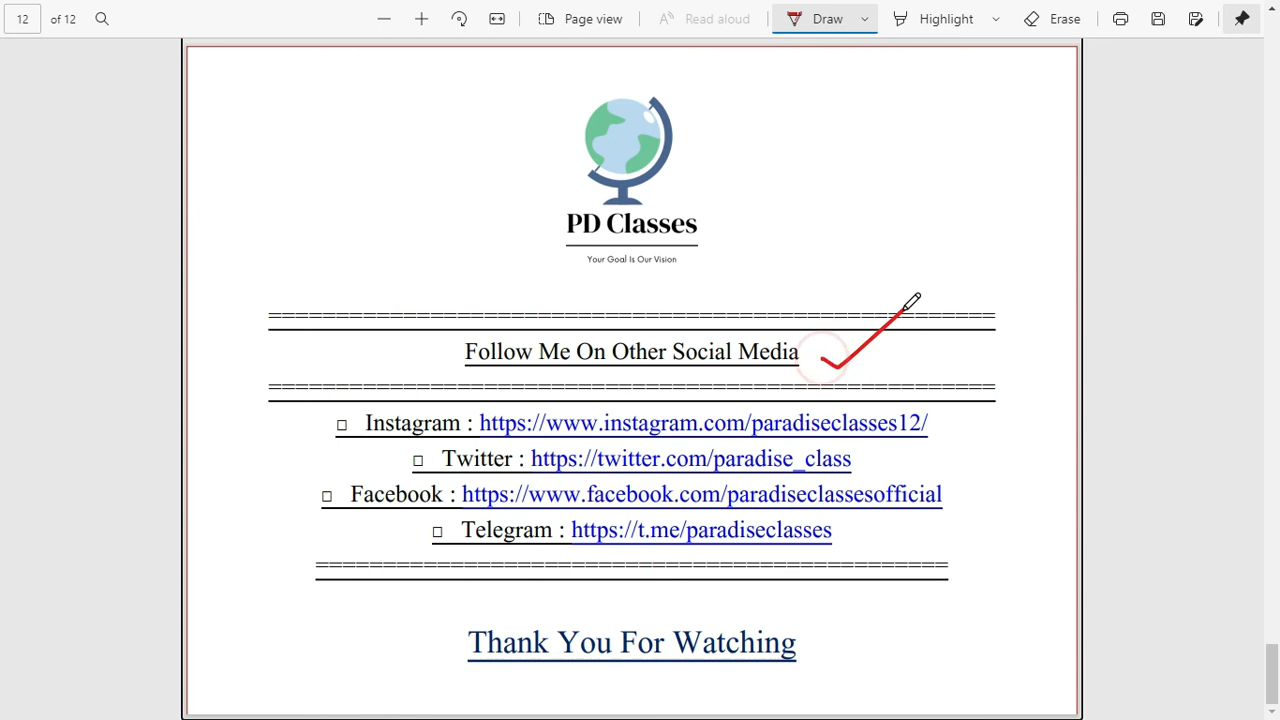 12 of 12 Page view Read aloud Draw Highlight Erase
PD Classes
Your Goal Is Our Vision
======================================================
Follow Me On Other Social Media
======================================================
□ Instagram : https://www.instagram.com/paradiseclasses12/
□ Twitter : https://twitter.com/paradise_class
□ Facebook : https://www.facebook.com/paradiseclassesofficial
□ Telegram : https://t.me/paradiseclasses
===============================================
Thank You For Watching